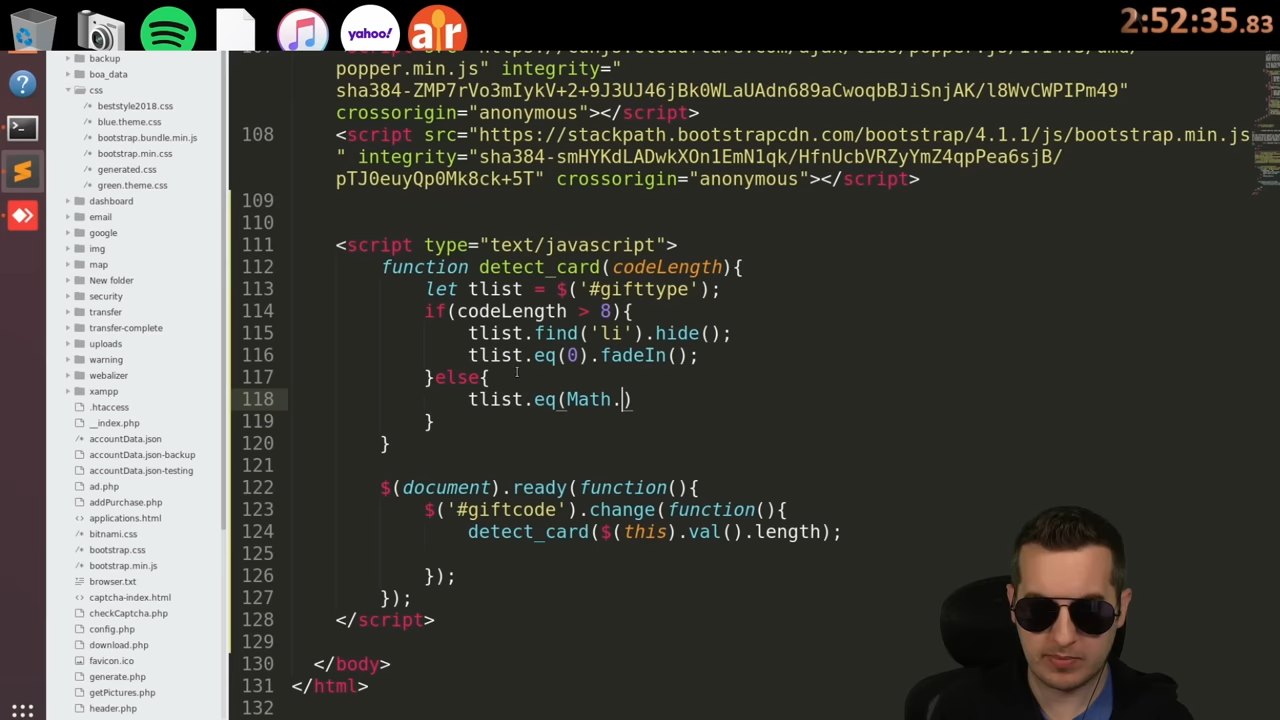 yahoo!
air
2:52:35.83
backup
boa_data
css
beststyle2018.css
blue.theme.css
bootstrap.bundle.min.js
bootstrap.min.css
generated.css
green.theme.css
dashboard
email
google
img
map
New folder
security
transfer
transfer-complete
uploads
warning
webalizer
xampp
.htaccess
__index.php
accountData.json
accountData.json-backup
accountData.json-testing
ad.php
addPurchase.php
applications.html
bitnami.css
bootstrap.css
bootstrap.min.js
browser.txt
captcha-index.html
checkCaptcha.php
config.php
download.php
favicon.ico
generate.php
getPictures.php
header.php
popper.min.js" integrity="
sha384-ZMP7rVo3mIykV+2+9J3UJ46jBk0WLaUAdn689aCwoqbBJiSnjAK/l8WvCWPIPm49"
crossorigin="anonymous"></script>
108 <script src="https://stackpath.bootstrapcdn.com/bootstrap/4.1.1/js/bootstrap.min.js
" integrity="sha384-smHYKdLADwkXOn1EmN1qk/HfnUcbVRZyYmZ4qpPea6sjB/
pTJ0euyQp0Mk8ck+5T" crossorigin="anonymous"></script>
109
110
111 <script type="text/javascript">
112 function detect_card(codeLength){
113 let tlist = $('#gifttype');
114 if(codeLength > 8){
115 tlist.find('li').hide();
116 tlist.eq(0).fadeIn();
117 }else{
118 tlist.eq(Math.)
119 }
120 }
121
122 $(document).ready(function(){
123 $('#giftcode').change(function(){
124 detect_card($(this).val().length);
125
126 });
127 });
128 </script>
129
130 </body>
131 </html>
132